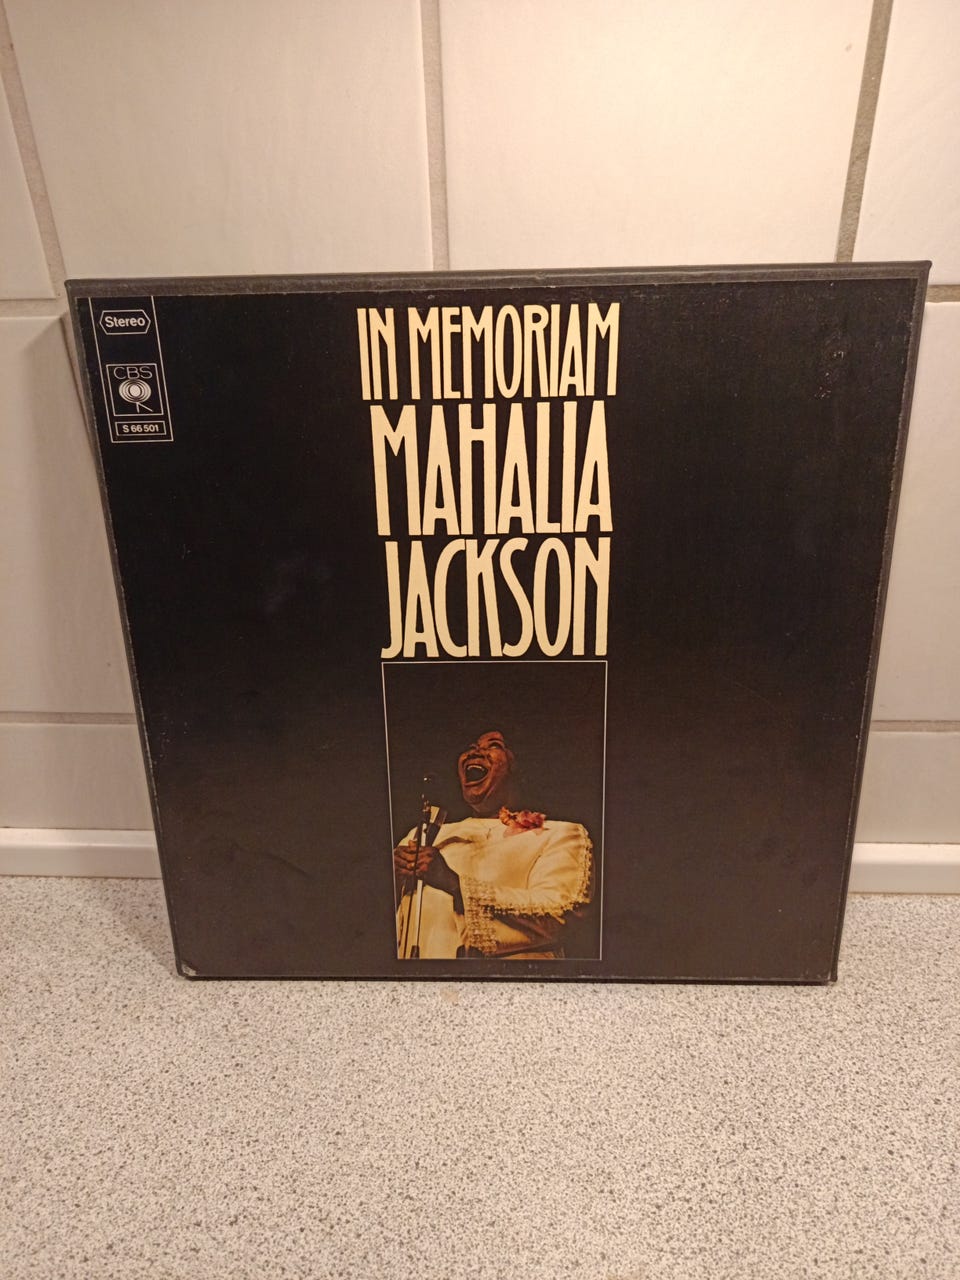 Stereo
CBS
S 66 501
IN MEMORIAM
MAHALIA
JACKSON